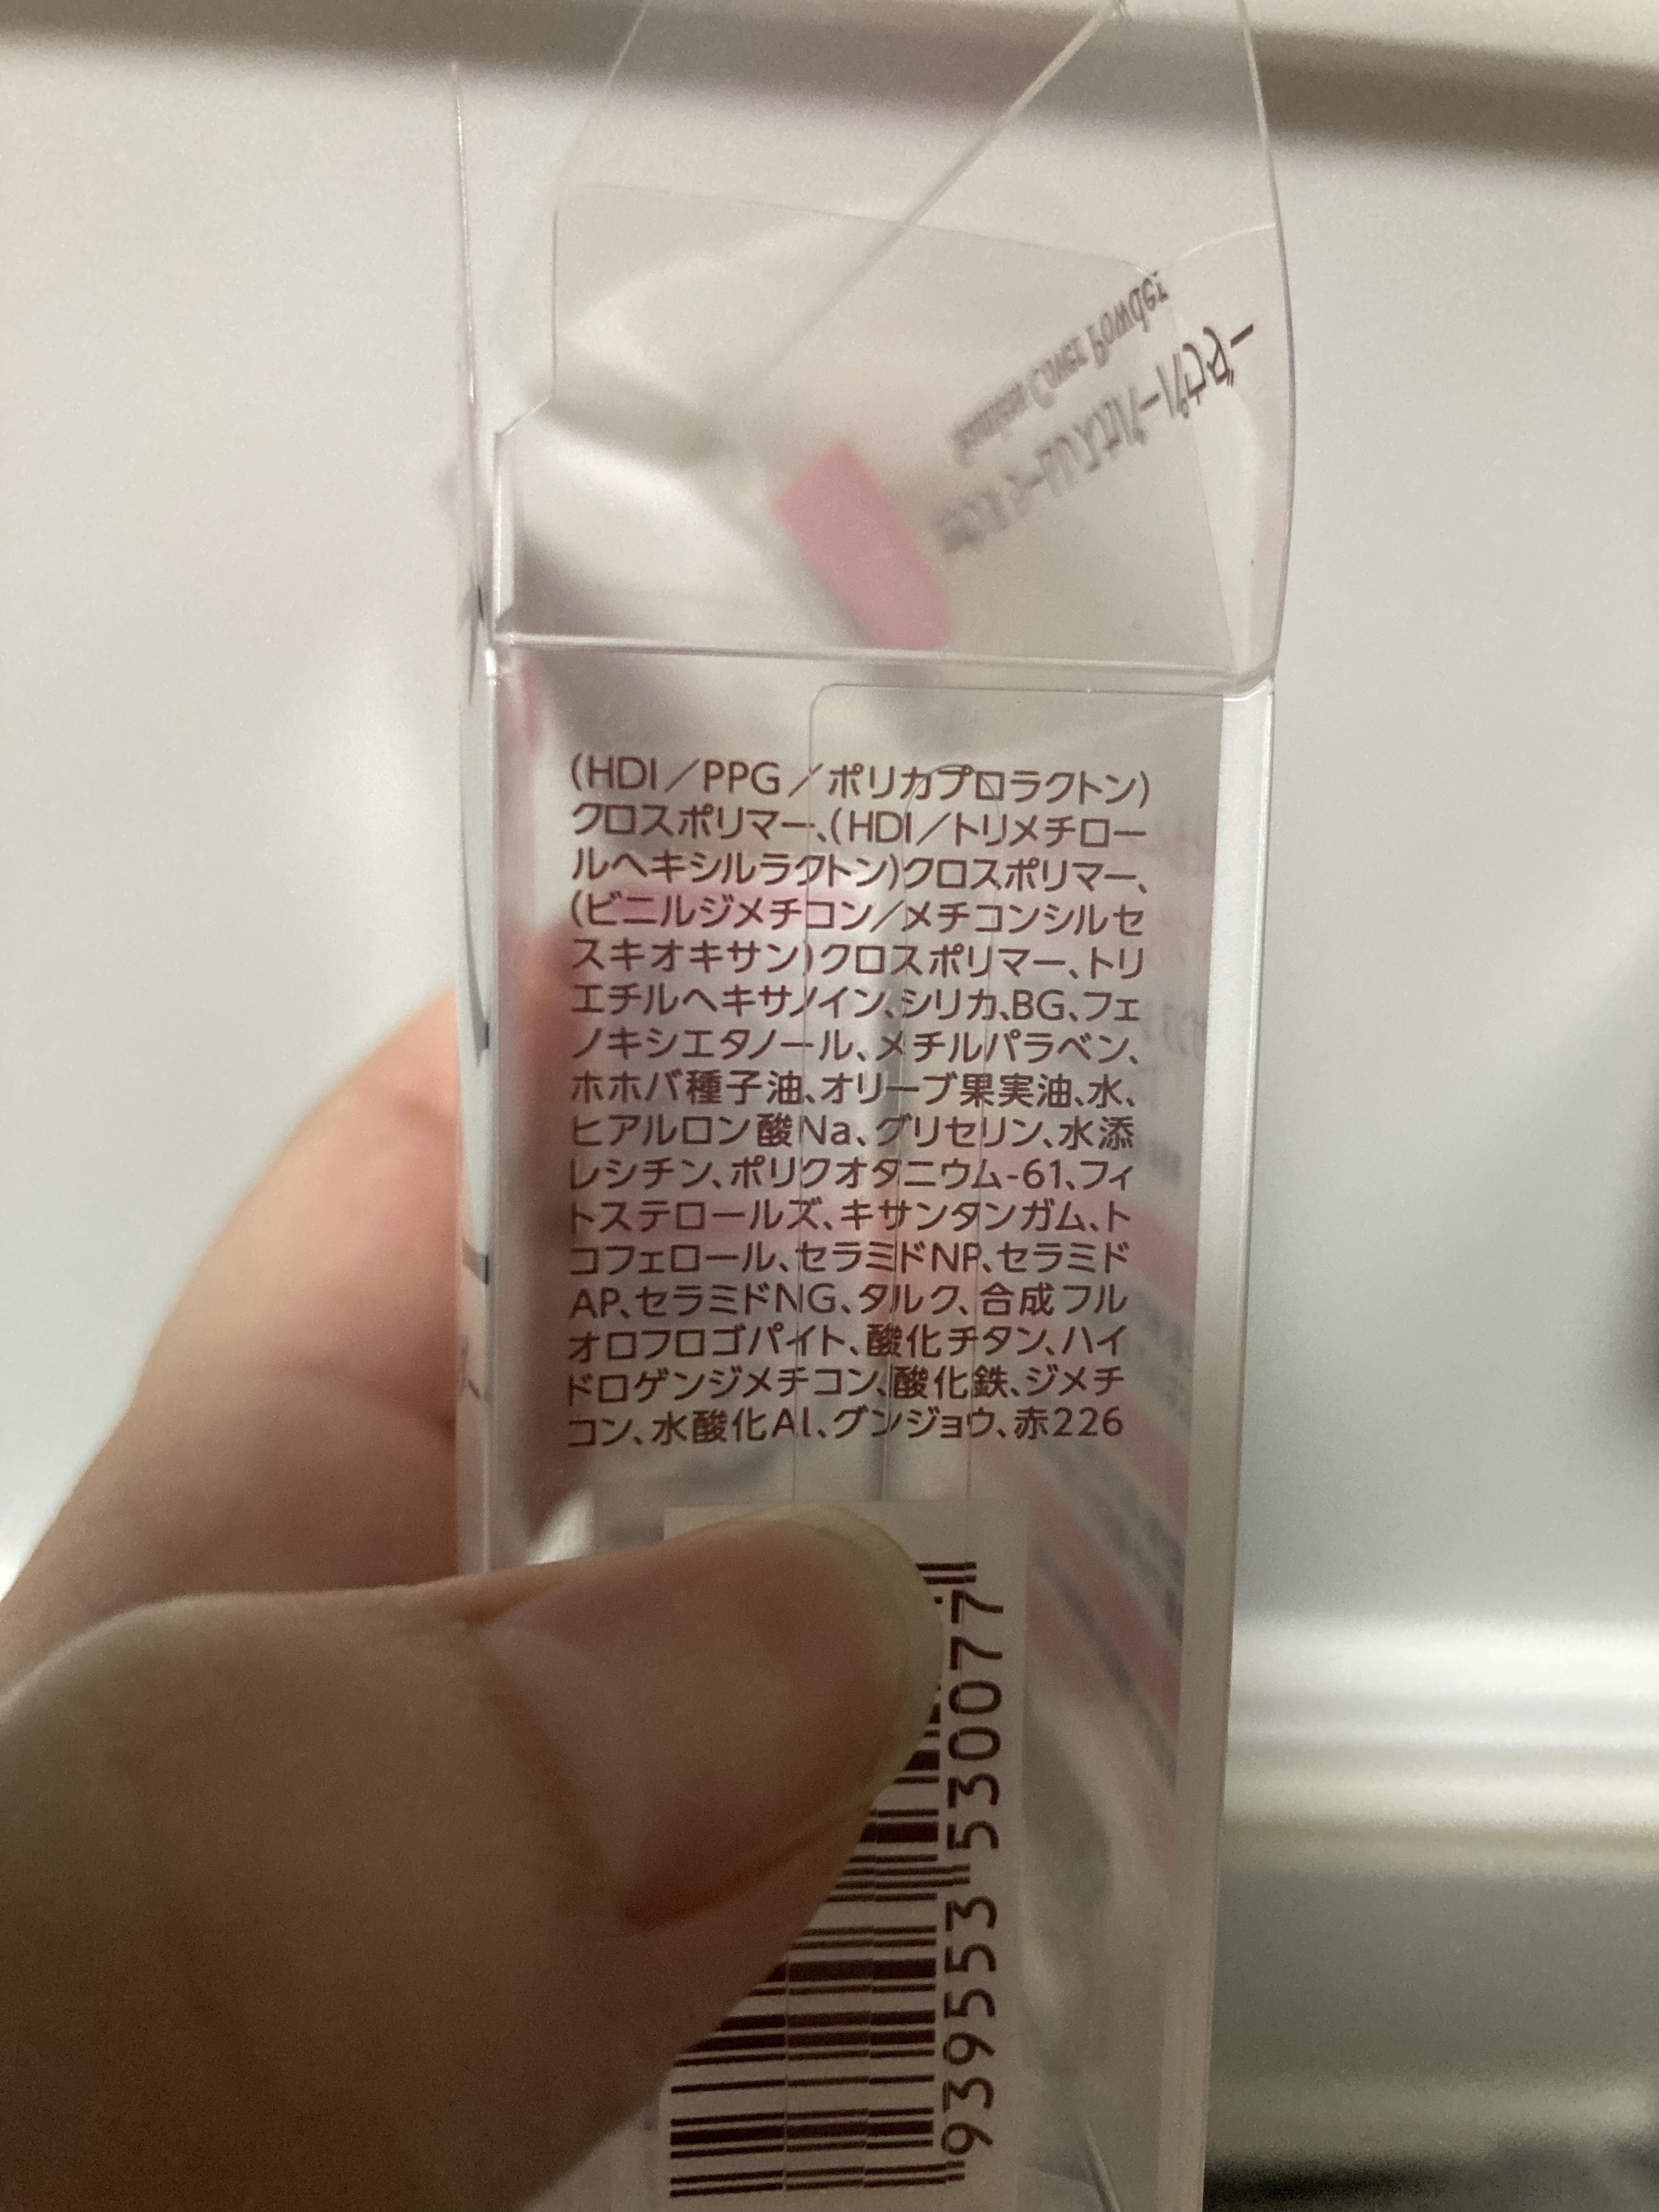 (HDI/PPG/ポリカプロラクトン)
クロスポリマー、(HDI/トリメチロー
ルヘキシルラクトン)クロスポリマー、
(ビニルジメチコン/メチコンシルセ
スキオキサン)クロスポリマー、トリ
エチルヘキサノイン、シリカ、BG、フェ
ノキシエタノール、メチルパラベン、
ホホバ種子油、オリーブ果実油、水、
ヒアルロン酸Na、グリセリン、水添
レシチン、ポリクオタニウム-61、フィ
トステロールズ、キサンタンガム、ト
コフェロール、セラミドNP、セラミド
AP、セラミドNG、タルク、合成フル
オロフロゴパイト、酸化チタン、ハイ
ドロゲンジメチコン、酸化鉄、ジメチ
コン、水酸化Al、グンジョウ、赤226
939553 530077